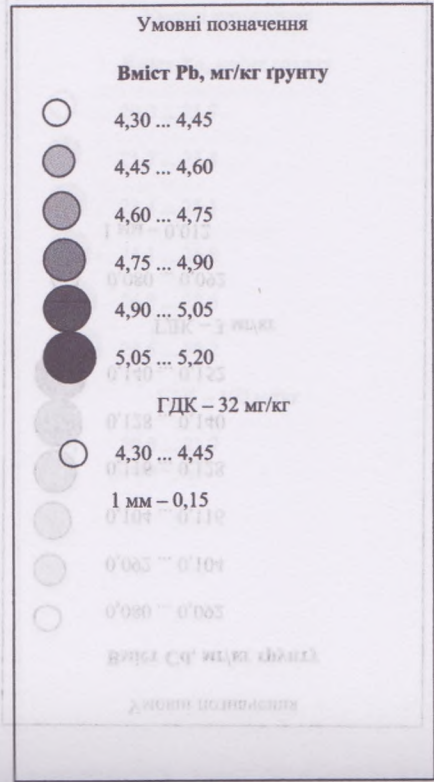 Умовні позначення
Вміст Pb, мг/кг ґрунту
4,30 ... 4,45
4,45 ... 4,60
4,60 ... 4,75
4,75 ... 4,90
4,90 ... 5,05
5,05 ... 5,20
ГДК – 32 мг/кг
4,30 ... 4,45
1 мм – 0,15